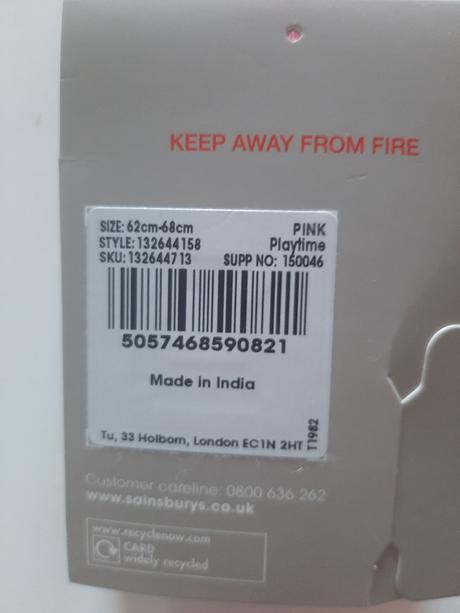 KEEP AWAY FROM FIRE
SIZE: 62cm-68cm PINK
STYLE: 132644158 Playtime
SKU: 132644713 SUPP NO: 150046
5057468590821
Made in India
Tu, 33 Holborn, London EC1N 2HT
T1982
Customer careline: 0800 636 262
www.sainsburys.co.uk
www.recyclenow.com
CARD
widely recycled